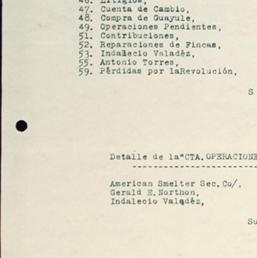 46. Litigios,
47. Cuenta de Cambio,
48. Compra de Guayule,
49. Operaciones Pendientes,
51. Contribuciones,
52. Reparaciones de Fincas,
53. Indalecio Valadéz,
55. Antonio Torres,
59. Pérdidas por laRevolución,
S
Detalle de la"CTA. OPERACIONE
American Smelter Sec. Co/,
Gerald E. Northon,
Indalecio Valadéz,
Su